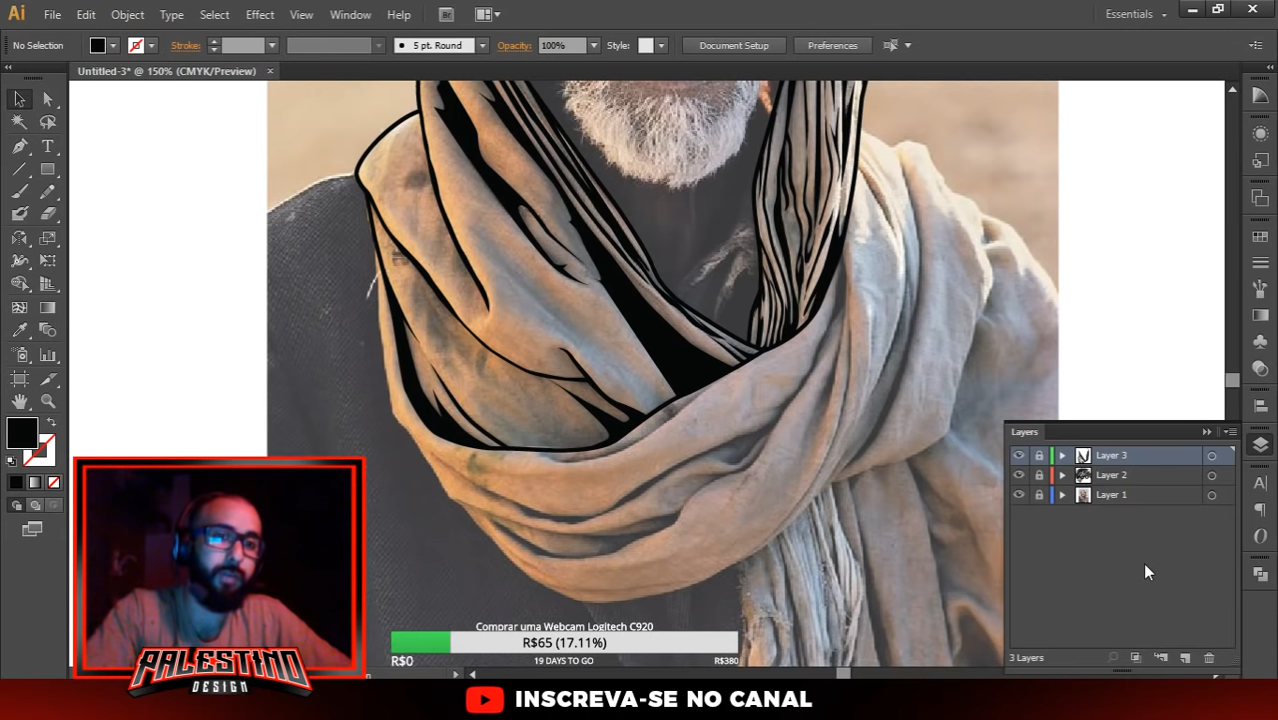 Ai File Edit Object Type Select Effect View Window Help Br Essentials
No Selection Stroke: 5 pt. Round Opacity: 100% Style: Document Setup Preferences
Untitled-3* @ 150% (CMYK/Preview)
Layers
Layer 3
Layer 2
Layer 1
3 Layers
Comprar uma Webcam Logitech C920
R$65 (17.11%)
R$0 19 DAYS TO GO R$380
PALESTINO
DESIGN
INSCREVA-SE NO CANAL